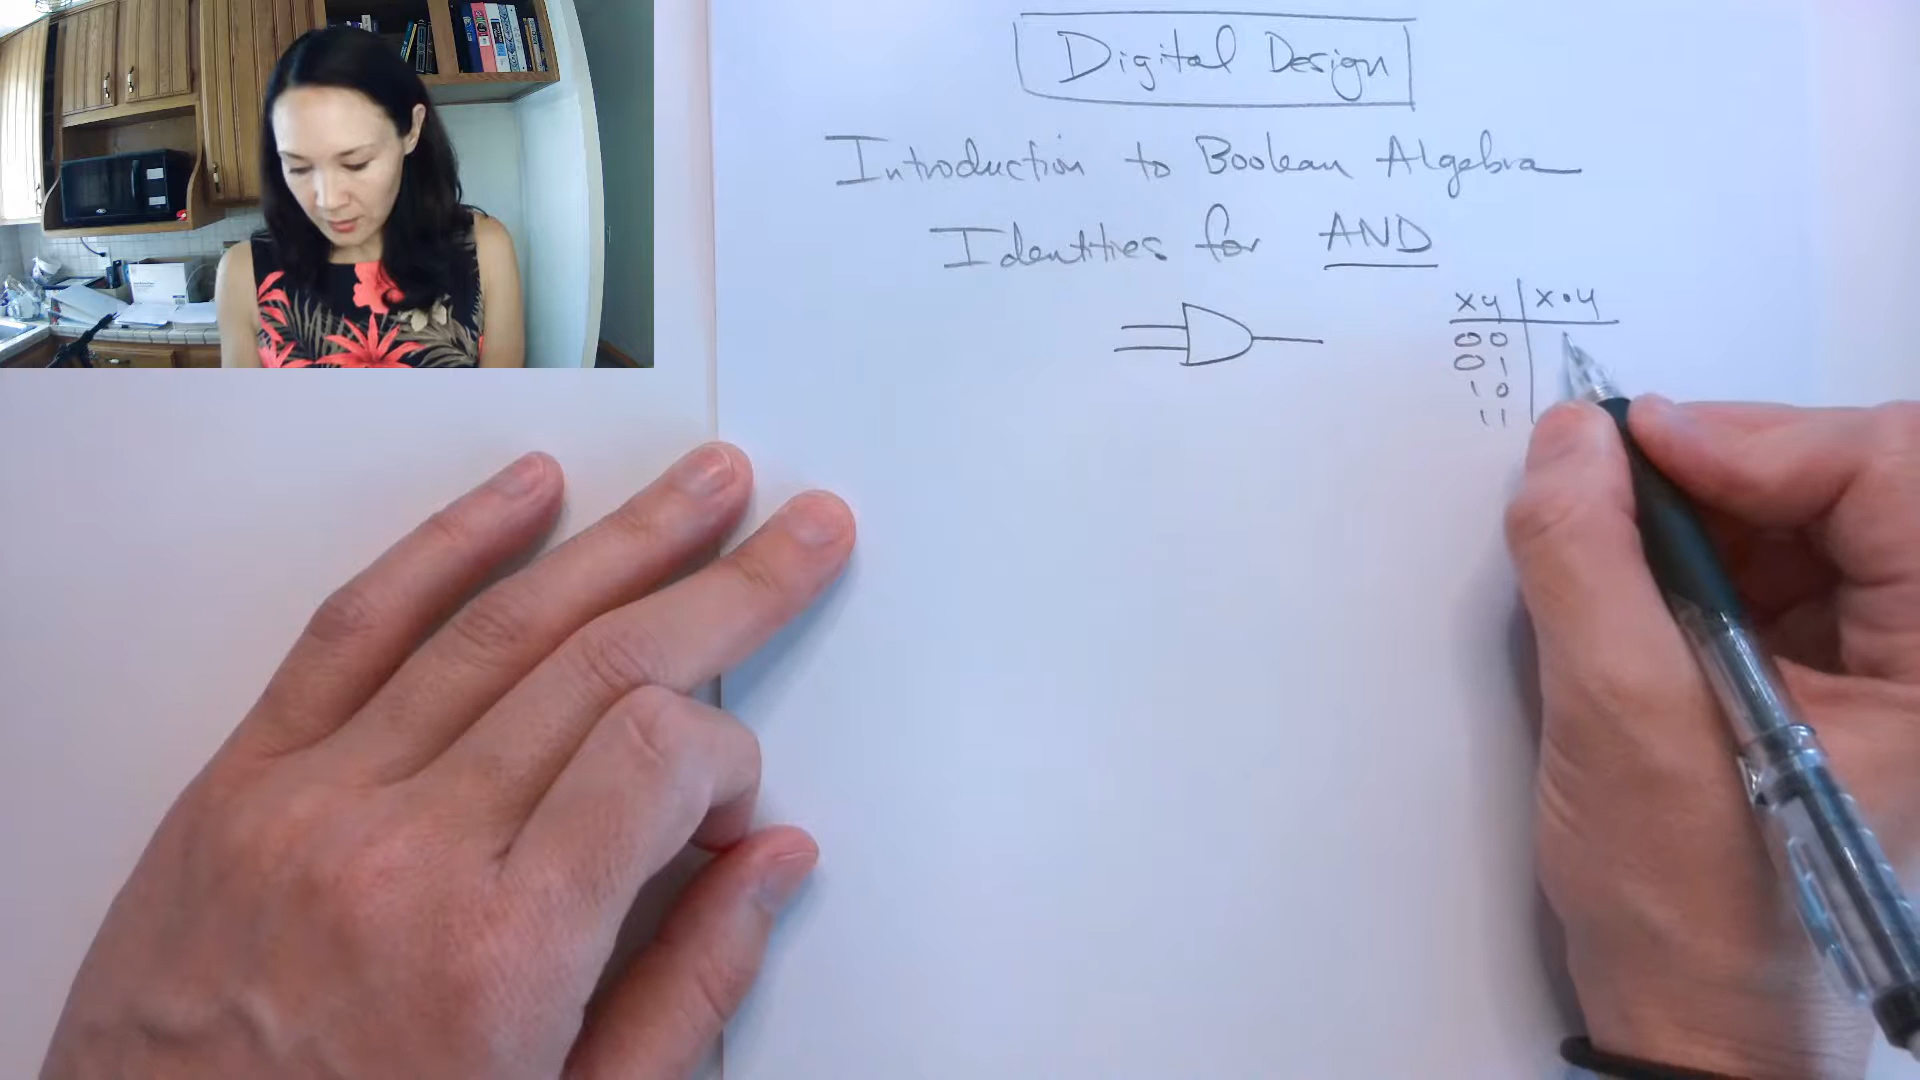 Digital Design
Introduction to Boolean Algebra
Identities for AND
x y x • y
0 0
0 1
1 0
1 1